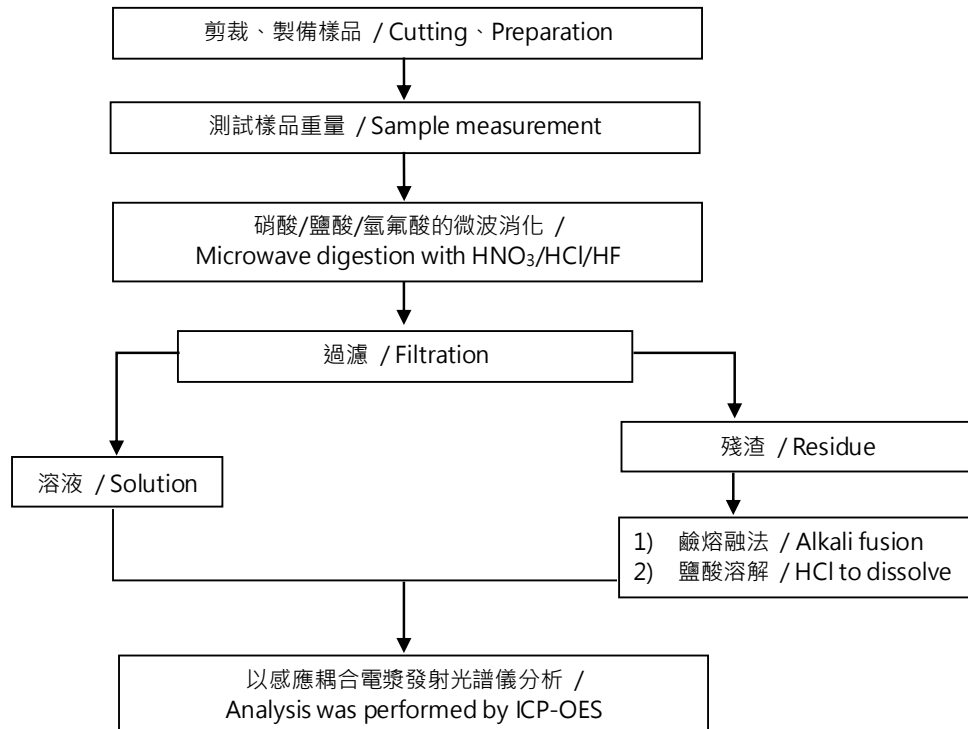 剪裁、製備樣品 / Cutting、Preparation
測試樣品重量 / Sample measurement
硝酸/鹽酸/氫氟酸的微波消化 /
Microwave digestion with HNO₃/HCl/HF
過濾 / Filtration
溶液 / Solution
殘渣 / Residue
1) 鹼熔融法 / Alkali fusion
2) 鹽酸溶解 / HCl to dissolve
以感應耦合電漿發射光譜儀分析 /
Analysis was performed by ICP-OES